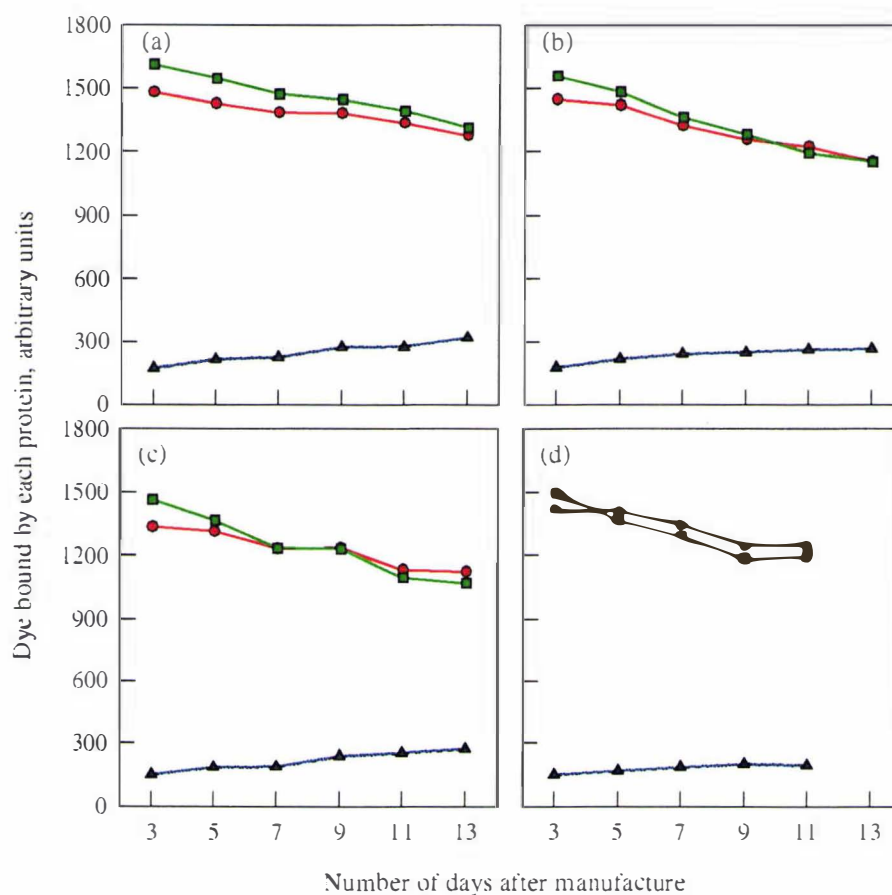 Dye bound by each protein, arbitrary units
1800
1500
1200
900
600
300
0
(a)
(b)
1800
1500
1200
900
600
300
0
(c)
(d)
3 5 7 9 11 13
3 5 7 9 11 13
Number of days after manufacture